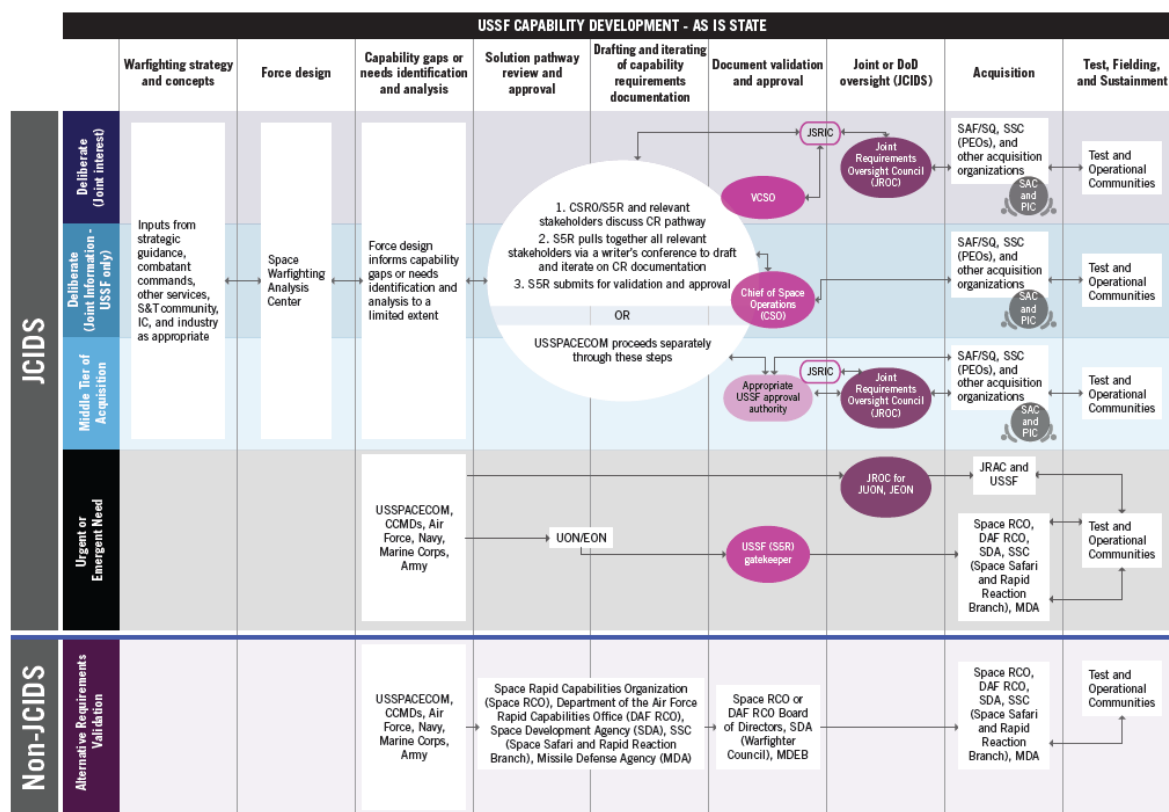 USSF CAPABILITY DEVELOPMENT - AS IS STATE
Warfighting strategy
and concepts
Force design
Capability gaps or
needs identification
and analysis
Solution pathway
review and
approval
Drafting and iterating
of capability
requirements
documentation
Document validation
and approval
Joint or DoD
oversight (JCIDS)
Acquisition
Test, Fielding,
and Sustainment
JCIDS
Deliberate
(Joint interest)
Deliberate
(Joint Information -
USSF only)
Middle Tier of
Acquisition
Inputs from
strategic
guidance,
combatant
commands,
other services,
S&T community,
IC, and industry
as appropriate
Space
Warfighting
Analysis
Center
Force design
informs capability
gaps or needs
identification and
analysis to a
limited extent
1. CSRO/S5R and relevant
stakeholders discuss CR pathway
2. S5R pulls together all relevant
stakeholders via a writer's conference to draft
and iterate on CR documentation
3. S5R submits for validation and approval
OR
USSPACECOM proceeds separately
through these steps
JSRIC
VCSO
Joint
Requirements
Oversight Council
(JROC)
SAF/SQ, SSC
(PEOs), and
other acquisition
organizations
SAC
and
PIC
Test and
Operational
Communities
Chief of Space
Operations
(CSO)
SAF/SQ, SSC
(PEOs), and
other acquisition
organizations
SAC
and
PIC
Test and
Operational
Communities
JSRIC
Appropriate
USSF approval
authority
Joint
Requirements
Oversight Council
(JROC)
SAF/SQ, SSC
(PEOs), and
other acquisition
organizations
SAC
and
PIC
Test and
Operational
Communities
Urgent or
Emergent Need
USSPACECOM,
CCMDs, Air
Force, Navy,
Marine Corps,
Army
UON/EON
USSF (S5R)
gatekeeper
JROC for
JUON, JEON
JRAC and
USSF
Space RCO,
DAF RCO,
SDA, SSC
(Space Safari
and Rapid
Reaction
Branch), MDA
Test and
Operational
Communities
Non-JCIDS
Alternative Requirements
Validation
USSPACECOM,
CCMDs, Air
Force, Navy,
Marine Corps,
Army
Space Rapid Capabilities Organization
(Space RCO), Department of the Air Force
Rapid Capabilities Office (DAF RCO),
Space Development Agency (SDA), SSC
(Space Safari and Rapid Reaction
Branch), Missile Defense Agency (MDA)
Space RCO or
DAF RCO Board
of Directors, SDA
(Warfighter
Council), MDEB
Space RCO,
DAF RCO,
SDA, SSC
(Space Safari
and Rapid
Reaction
Branch), MDA
Test and
Operational
Communities